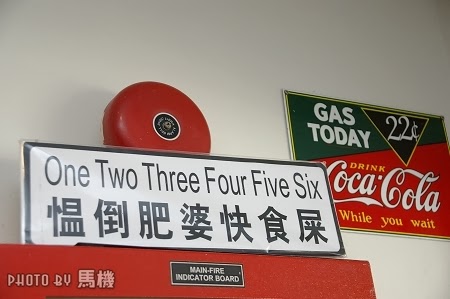 GAS
TODAY
22¢
DRINK
Coca-Cola
While you wait
One Two Three Four Five Six
愠倒肥婆快食屎
MAIN-FIRE
INDICATOR BOARD
PHOTO BY 馬機